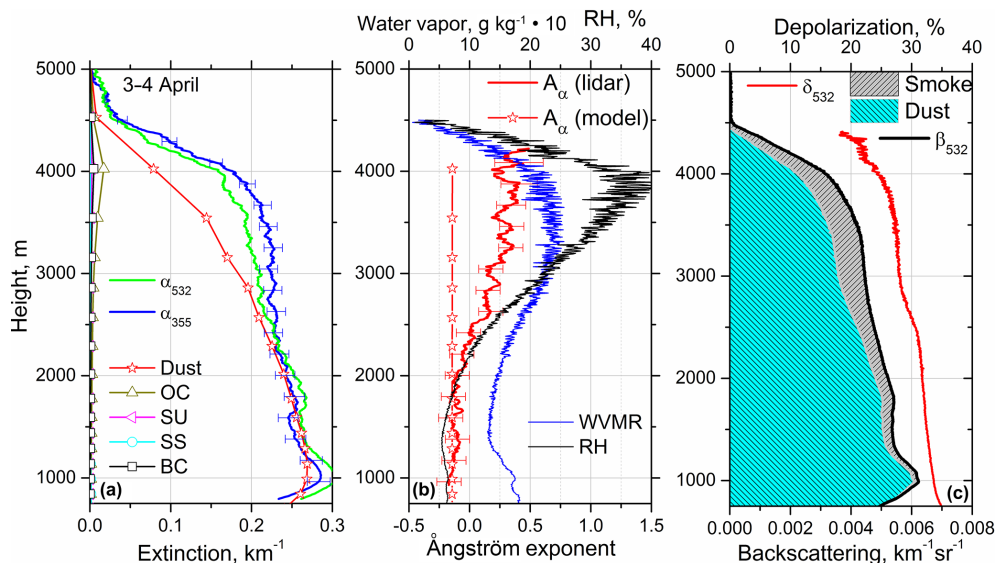 Water vapor, g kg⁻¹ • 10 RH, %
Depolarization, %
0 5 10 15 20 25 30 35 40
0 10 20 30 40
5000
4000
3000
2000
1000
Height, m
3-4 April
α532
α355
Dust
OC
SU
SS
BC
(a)
0.0 0.1 0.2 0.3
Extinction, km⁻¹
Aα (lidar)
Aα (model)
WVMR
RH
(b)
-0.5 0.0 0.5 1.0 1.5
Ångström exponent
5000
4000
3000
2000
1000
δ532
Smoke
Dust
β532
(c)
0.000 0.002 0.004 0.006 0.008
Backscattering, km⁻¹sr⁻¹